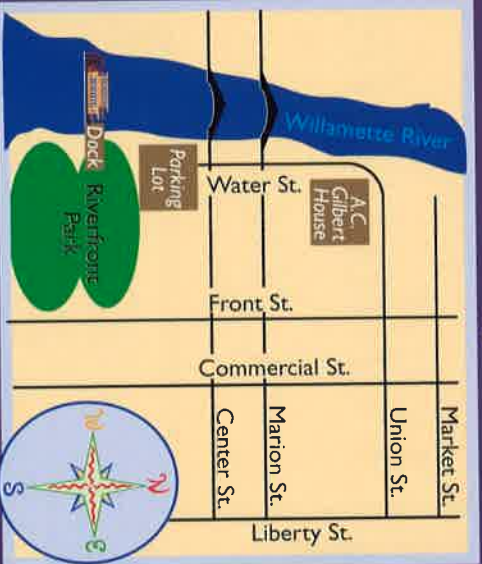 Willamette River
Dock
Riverfront
Park
Parking
Lot
Water St.
A.C.
Gilbert
House
Front St.
Commercial St.
Center St.
Marion St.
Union St.
Market St.
Liberty St.
N
W
E
S